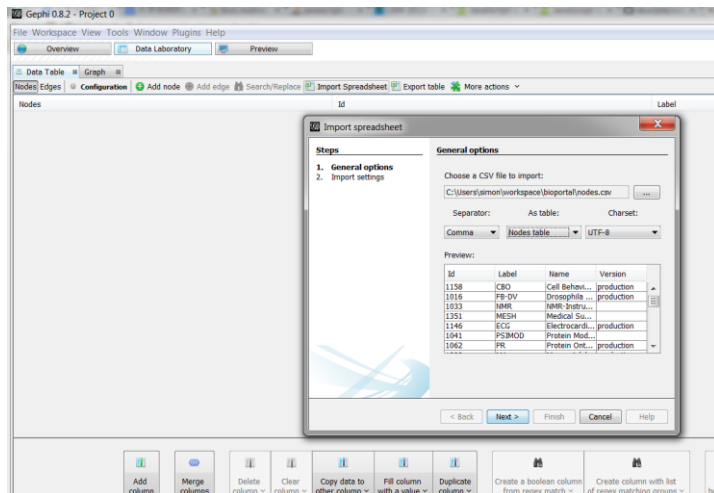 Gephi 0.8.2 - Project 0
File Workspace View Tools Window Plugins Help
Overview Data Laboratory Preview
Data Table Graph
Nodes Edges Configuration Add node Add edge Search/Replace Import Spreadsheet Export table More actions
Nodes Id Label
Import spreadsheet
Steps General options
1. General options
2. Import settings
Choose a CSV file to import:
C:\Users\simon\workspace\bioportal\nodes.csv ...
Separator: As table: Charset:
Comma Nodes table UTF-8
Preview:
Id Label Name Version
1158 CBO Cell Behavi... production
1016 FB-DV Drosophila ... production
1033 NMR NMR-Instru...
1351 MESH Medical Su...
1146 ECG Electrocardi... production
1041 PSIMOD Protein Mod...
1062 PR Protein Ont... production
< Back Next > Finish Cancel Help
Add column Merge columns Delete column Clear column Copy data to other column Fill column with a value Duplicate column Create a boolean column from regex match Create column with list of regex matching groups